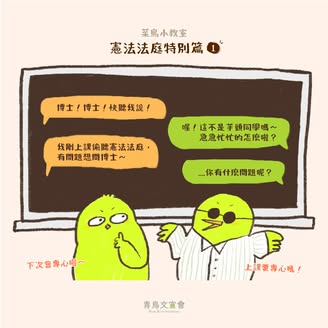 菜鳥小教室
憲法法庭特別篇 1
博士!博士!快聽我說!
喔!這不是芋頭同學嗎~
急急忙忙的怎麼啦?
我剛上課偷聽憲法法庭,
有問題想問博士~
...你有什麼問題呢?
下次會專心啦~
上課要專心喔!
青鳥文宣會